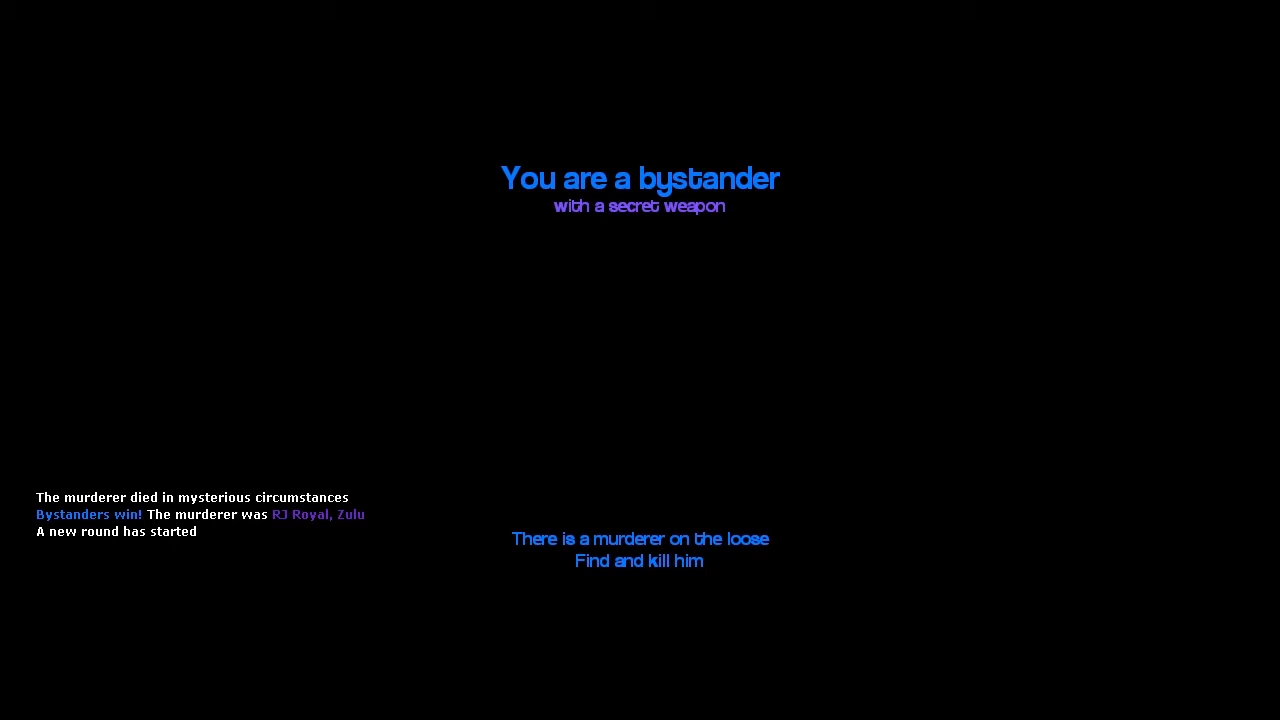 You are a bystander
with a secret weapon
The murderer died in mysterious circumstances
Bystanders win! The murderer was RJ Royal, Zulu
A new round has started
There is a murderer on the loose
Find and kill him